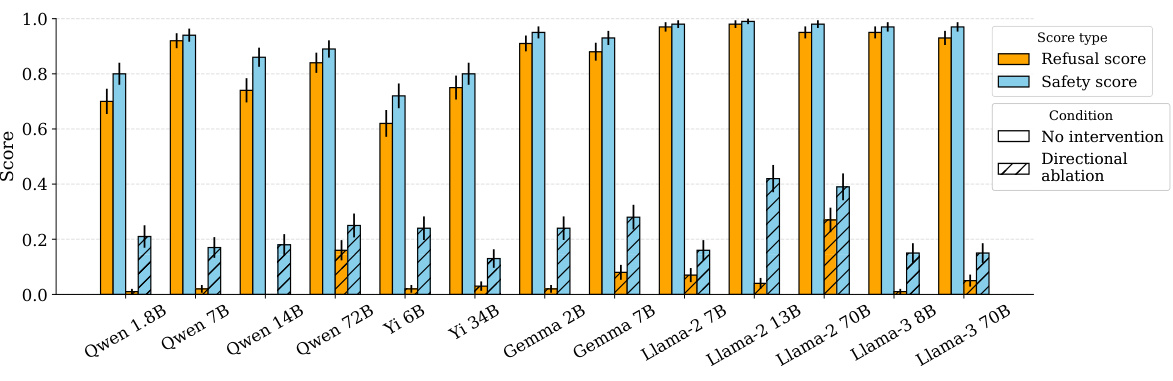 1.0
0.8
0.6
0.4
0.2
0.0
Score
Qwen 1.8B
Qwen 7B
Qwen 14B
Qwen 72B
Yi 6B
Yi 34B
Gemma 2B
Gemma 7B
Llama-2 7B
Llama-2 13B
Llama-2 70B
Llama-3 8B
Llama-3 70B
Score type
Refusal score
Safety score
Condition
No intervention
Directional
ablation